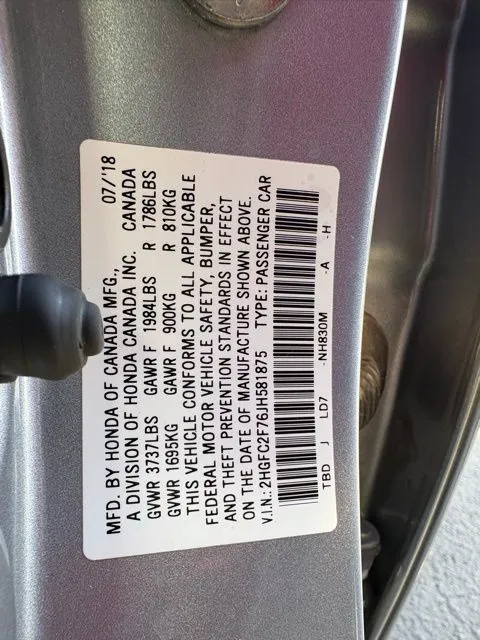 MFD. BY HONDA OF CANADA MFG., 07/'18
A DIVISION OF HONDA CANADA INC. CANADA
GVWR 3737LBS GAWR F 1984LBS R 1786LBS
GVWR 1695KG GAWR F 900KG R 810KG
THIS VEHICLE CONFORMS TO ALL APPLICABLE
FEDERAL MOTOR VEHICLE SAFETY, BUMPER,
AND THEFT PREVENTION STANDARDS IN EFFECT
ON THE DATE OF MANUFACTURE SHOWN ABOVE.
V.I.N.: 2HGFC2F76JH581875 TYPE: PASSENGER CAR
TBD J LD7 -NH830M -A -H